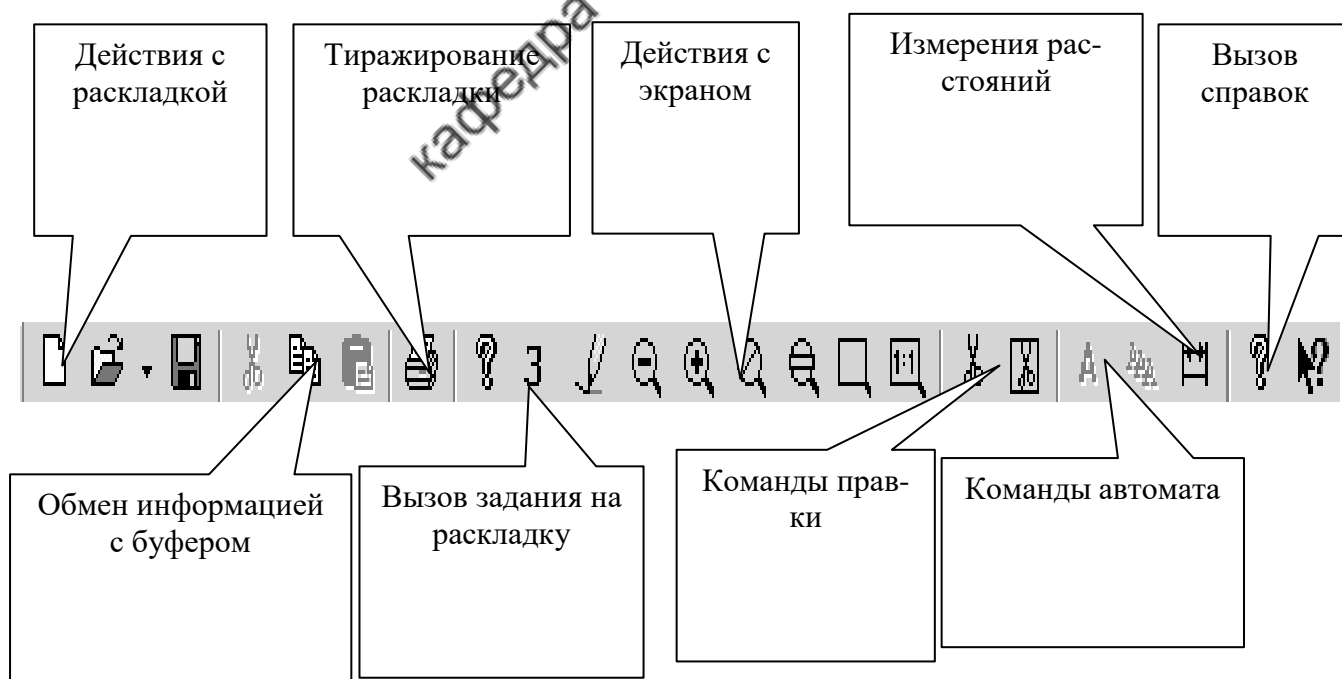 кафедра
Действия с
раскладкой
Тиражирование
раскладки
Действия с
экраном
Измерения рас-
стояний
Вызов
справок
? 3 1:1 A ? ?
Обмен информацией
с буфером
Вызов задания на
раскладку
Команды прав-
ки
Команды автомата